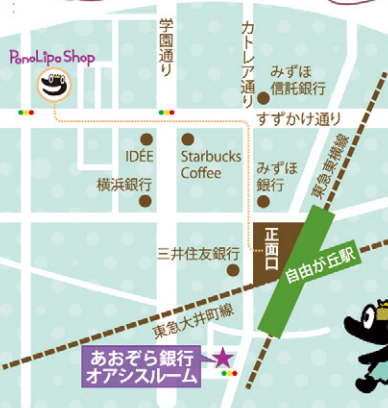 学園通り
カトレア通り
PonoLipo Shop
みずほ
信託銀行
すずかけ通り
IDÉE
Starbucks
Coffee
みずほ
銀行
東急東横線
横浜銀行
正面口
三井住友銀行
自由が丘駅
東急大井町線
あおぞら銀行
オアシスルーム